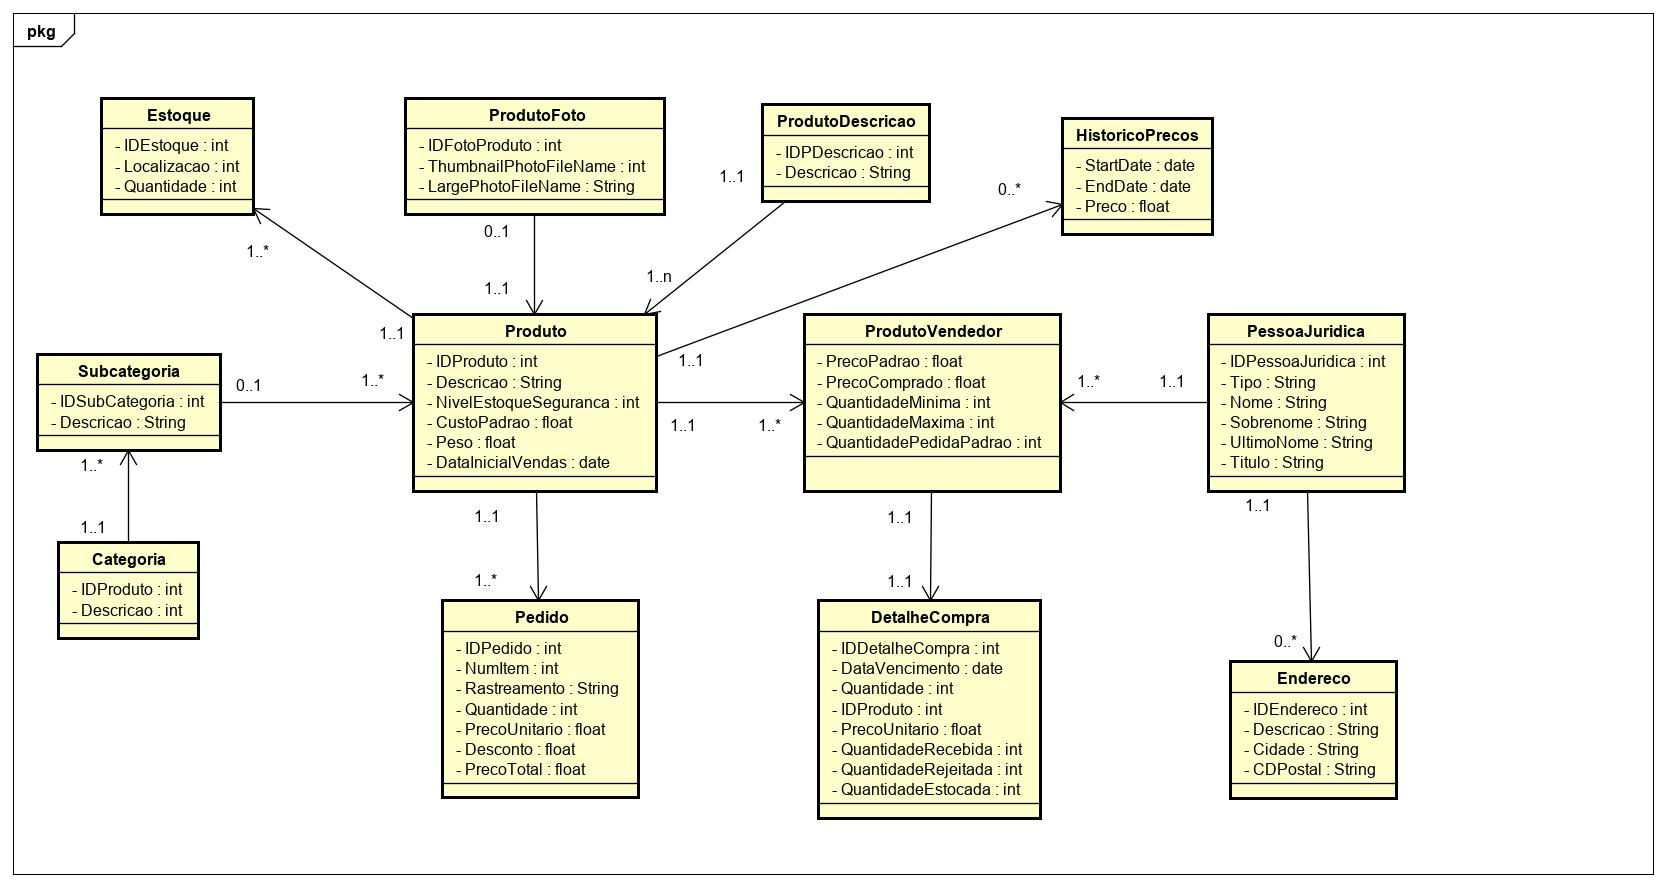 pkg
Estoque
- IDEstoque : int
- Localizacao : int
- Quantidade : int
ProdutoFoto
- IDFotoProduto : int
- ThumbnailPhotoFileName : int
- LargePhotoFileName : String
ProdutoDescricao
- IDPDescricao : int
- Descricao : String
HistoricoPrecos
- StartDate : date
- EndDate : date
- Preco : float
1..1
0..*
0..1
1..*
1..n
1..1
1..1
1..1
Subcategoria
- IDSubCategoria : int
- Descricao : String
0..1
1..*
Produto
- IDProduto : int
- Descricao : String
- NivelEstoqueSeguranca : int
- CustoPadrao : float
- Peso : float
- DataInicialVendas : date
1..1
1..*
ProdutoVendedor
- PrecoPadrao : float
- PrecoComprado : float
- QuantidadeMinima : int
- QuantidadeMaxima : int
- QuantidadePedidaPadrao : int
1..*
1..1
PessoaJuridica
- IDPessoaJuridica : int
- Tipo : String
- Nome : String
- Sobrenome : String
- UltimoNome : String
- Titulo : String
1..*
1..1
1..1
1..*
1..1
1..1
1..1
0..*
Categoria
- IDProduto : int
- Descricao : int
Pedido
- IDPedido : int
- NumItem : int
- Rastreamento : String
- Quantidade : int
- PrecoUnitario : float
- Desconto : float
- PrecoTotal : float
DetalheCompra
- IDDetalheCompra : int
- DataVencimento : date
- Quantidade : int
- IDProduto : int
- PrecoUnitario : float
- QuantidadeRecebida : int
- QuantidadeRejeitada : int
- QuantidadeEstocada : int
Endereco
- IDEndereco : int
- Descricao : String
- Cidade : String
- CDPostal : String